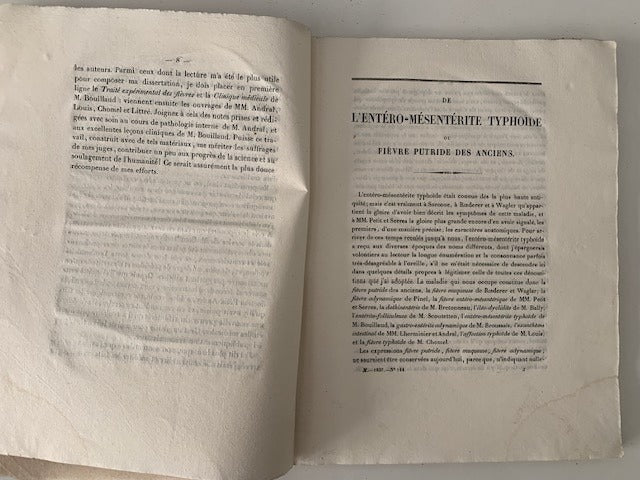 — 8 —
les auteurs. Parmi ceux dont la lecture m'a été le plus utile
pour composer ma dissertation, je dois placer en première
ligne le Traité expérimental des fièvres et la Clinique médicale de
M. Bouillaud : viennent ensuite les ouvrages de MM. Andral,
Louis, Chomel et Littré. Joignez à cela des notes prises et rédi-
gées avec soin au cours de pathologie interne de M. Andral, et
aux excellentes leçons cliniques de M. Bouillaud. Puisse ce tra-
vail, construit avec de tels matériaux, me mériter les suffrages
de mes juges, contribuer un peu aux progrès de la science et au
soulagement de l'humanité! Ce serait assurément la plus douce
récompense de mes efforts.
DE
L'ENTÉRO-MÉSENTÉRITE TYPHOÏDE
OU
FIÈVRE PUTRIDE DES ANCIENS.
L'entéro-mésentérite typhoïde était connue dès la plus haute anti-
quité; mais c'est vraiment à Sarcone, à Rœderer et à Wagler qu'appar-
tient la gloire d'avoir bien décrit les symptômes de cette maladie, et
à MM. Petit et Serres la gloire plus grande encore d'en avoir signalé, les
premiers, d'une manière précise, les caractères anatomiques. Pour ar-
river de ces temps reculés jusqu'à nous, l'entéro-mésentérite typhoïde
a reçu aux diverses époques des noms différents, dont j'épargnerai
volontiers au lecteur la longue énumération et la consonnance parfois
très-désagréable à l'oreille, s'il ne m'était nécessaire de descendre ici
dans quelques détails propres à légitimer celle de toutes ces dénomi-
nations que j'ai adoptée. La maladie qui nous occupe constitue donc la
fièvre putride des anciens, la fièvre muqueuse de Rœderer et Wagler; la
fièvre adynamique de Pinel, la fièvre entéro-mésentérique de MM. Petit
et Serres, la dothinentérie de M. Bretonneau, l'iléo-dyclidite de M. Bally,
l'entérite-folliculeuse de M. Scoutetten, l'entéro-mésentérite typhoïde
de M. Bouillaud, la gastro-entérite adynamique de Broussais, l'exanthème
intestinal de MM. Lherminier et Andral, l'affection typhoïde de M. Louis,
et la fièvre typhoïde de M. Chomel.
Les expressions fièvre putride, fièvre muqueuse, fièvre adynamique,
ne sauraient être conservées aujourd'hui, parce que, n'indiquant nulle-
M. — 1837. — N° 144.